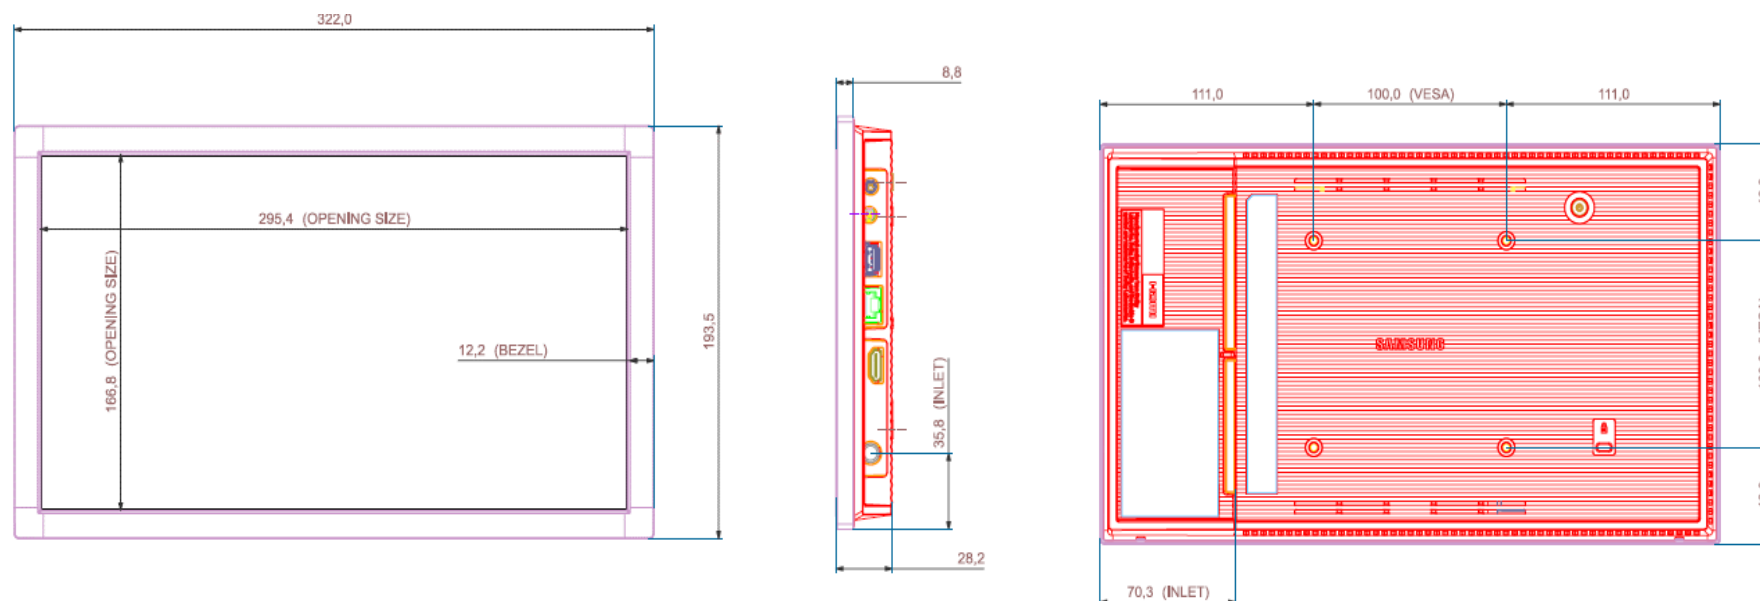 322,0
295,4 (OPENING SIZE)
166,8 (OPENING SIZE)
12,2 (BEZEL)
193,5
8,8
35,8 (INLET)
28,2
111,0
100,0 (VESA)
111,0
SAMSUNG
70,3 (INLET)